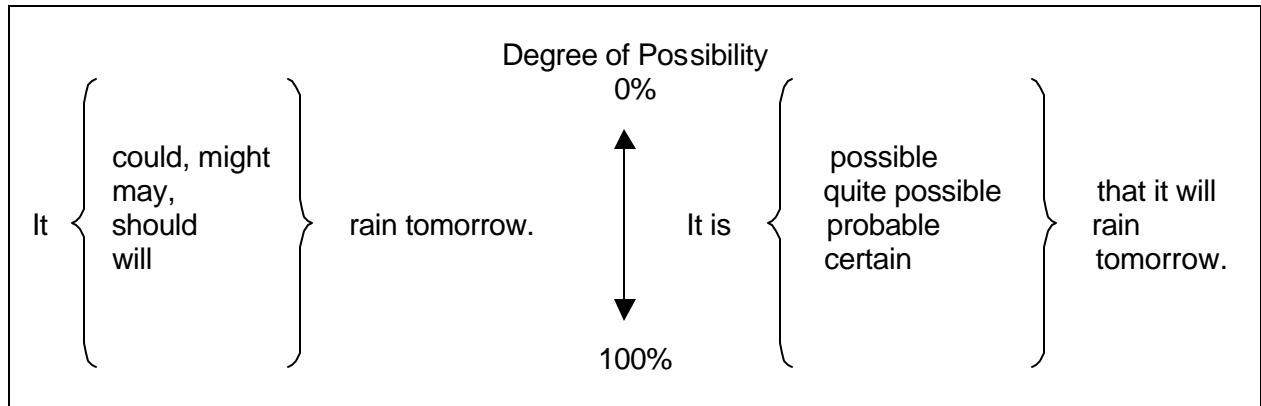 Degree of Possibility
0%
could, might
may,
should
will
It
rain tomorrow.
It is
possible
quite possible
probable
certain
that it will
rain
tomorrow.
100%